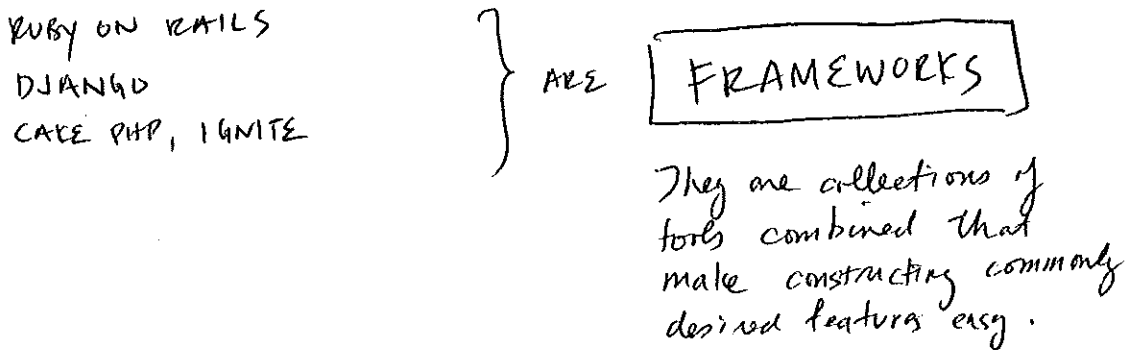 RUBY ON RAILS
DJANGO
CAKE PHP, IGNITE
ARE
FRAMEWORKS
They are collections of
tools combined that
make constructing commonly
desired features easy.